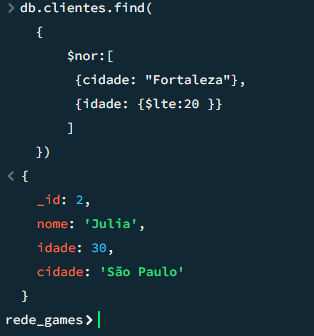 > db.clientes.find(
{
$nor:[
{cidade: "Fortaleza"},
{idade: {$lte:20 }}
]
})
< {
_id: 2,
nome: 'Julia',
idade: 30,
cidade: 'São Paulo'
}
rede_games>